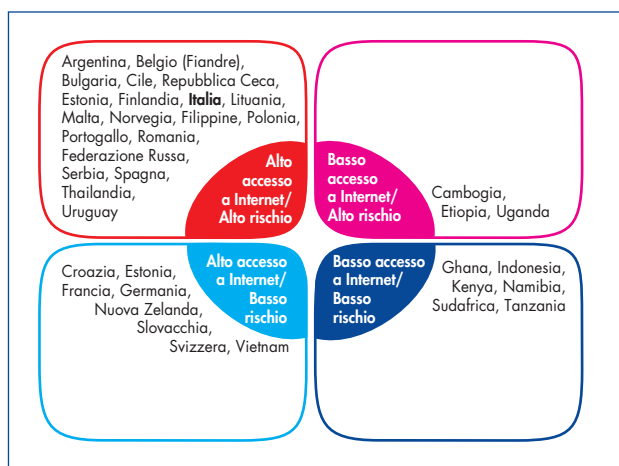 Argentina, Belgio (Fiandre),
Bulgaria, Cile, Repubblica Ceca,
Estonia, Finlandia, Italia, Lituania,
Malta, Norvegia, Filippine, Polonia,
Portogallo, Romania,
Federazione Russa,
Serbia, Spagna,
Thailandia,
Uruguay
Alto
accesso
a Internet/
Alto rischio
Basso
accesso
a Internet/
Alto rischio
Cambogia,
Etiopia, Uganda
Croazia, Estonia,
Francia, Germania,
Nuova Zelanda,
Slovacchia,
Svizzera, Vietnam
Alto accesso
a Internet/
Basso
rischio
Basso accesso
a Internet/
Basso
rischio
Ghana, Indonesia,
Kenya, Namibia,
Sudafrica, Tanzania